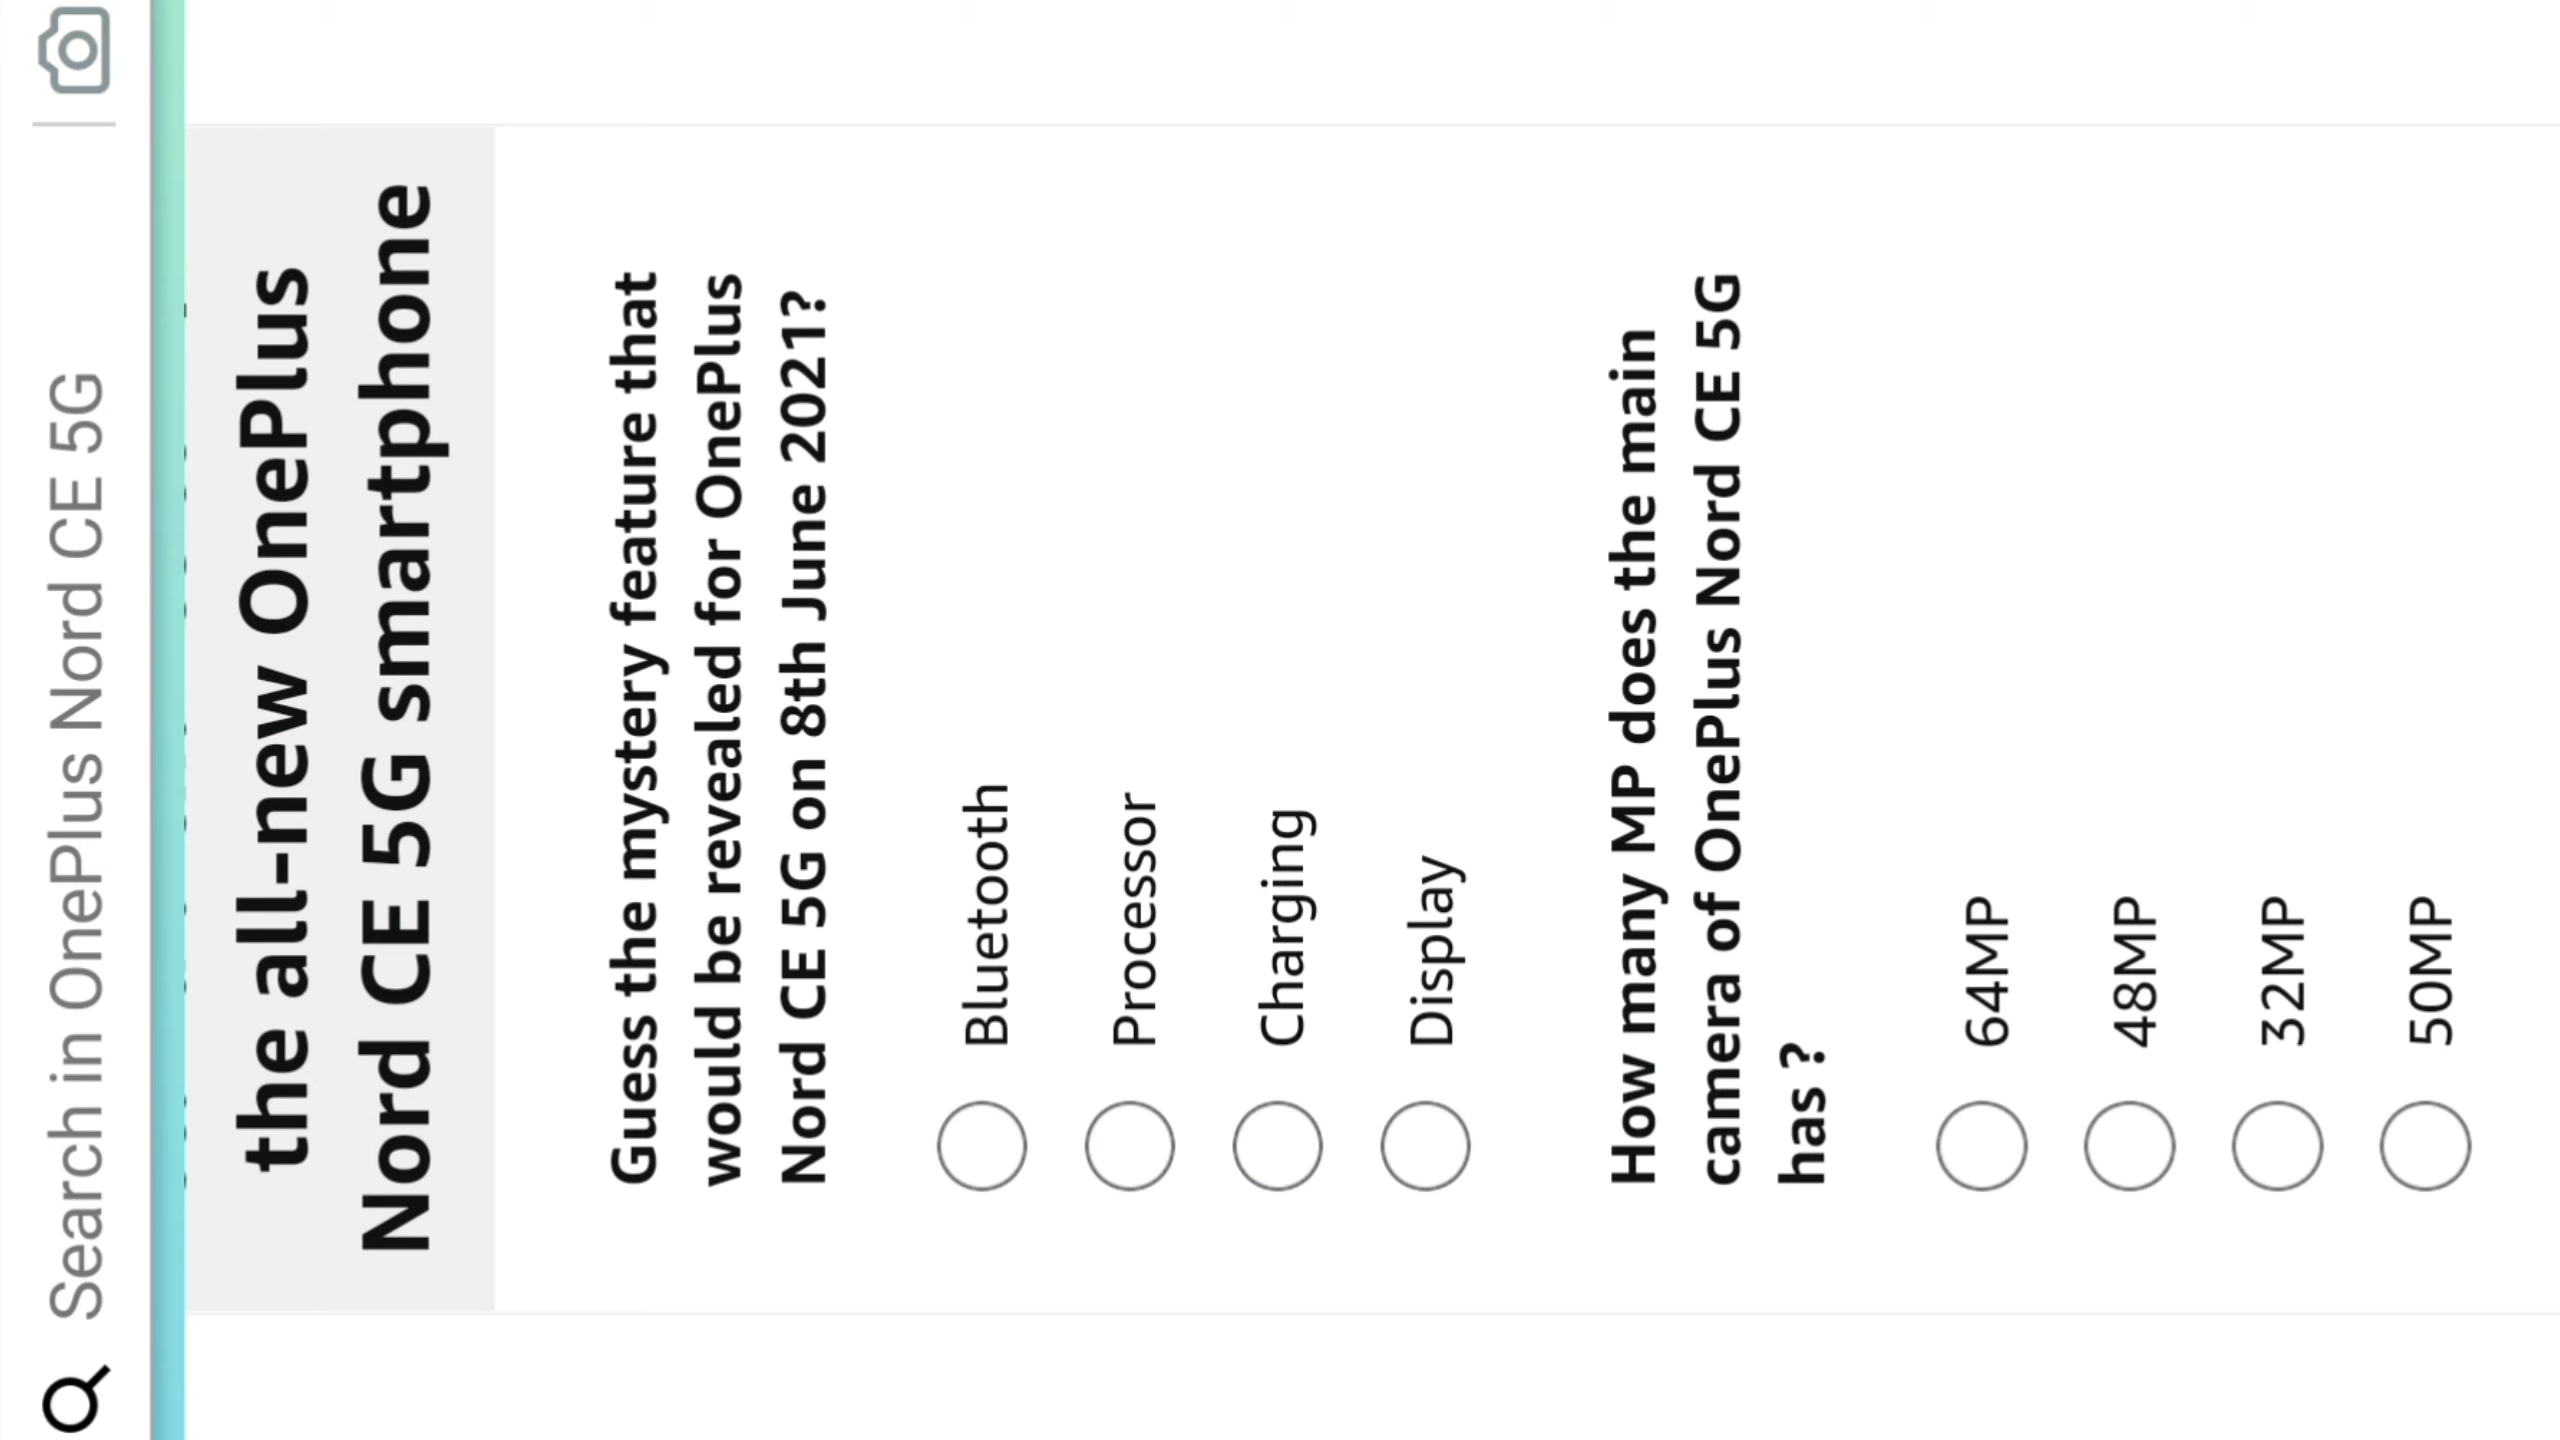 Search in OnePlus Nord CE 5G
the all-new OnePlus
Nord CE 5G smartphone
Guess the mystery feature that
would be revealed for OnePlus
Nord CE 5G on 8th June 2021?
Bluetooth
Processor
Charging
Display
How many MP does the main
camera of OnePlus Nord CE 5G
has ?
64MP
48MP
32MP
50MP